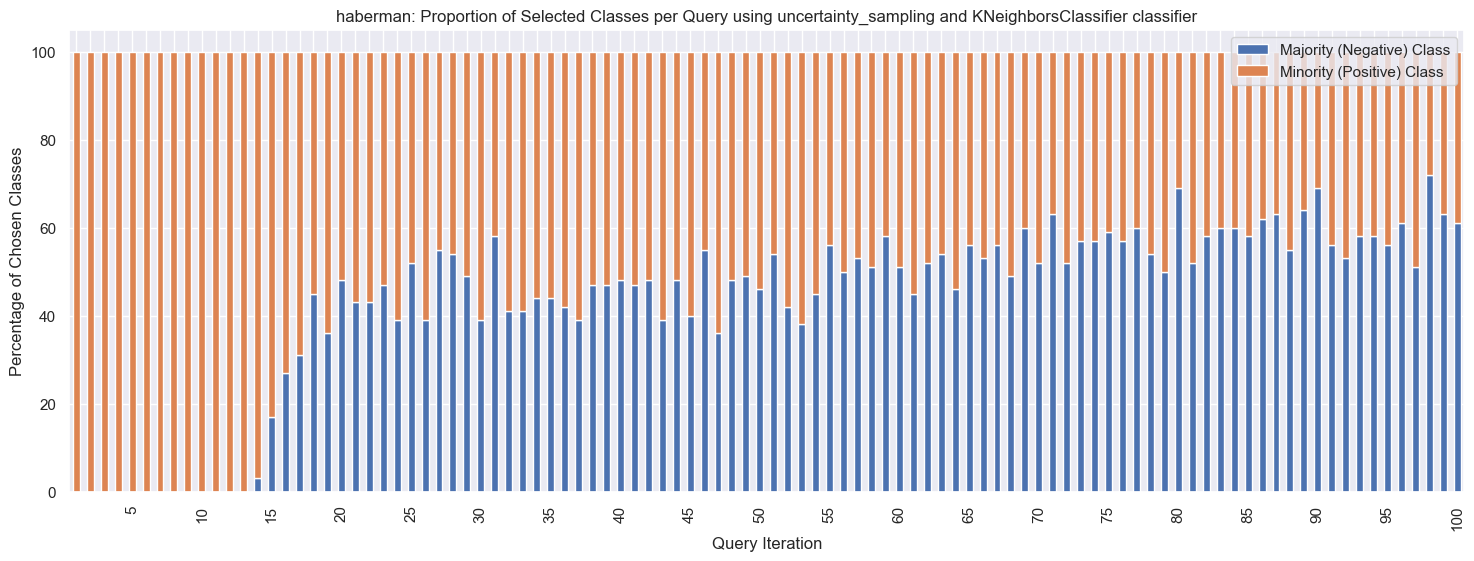 haberman: Proportion of Selected Classes per Query using uncertainty_sampling and KNeighborsClassifier classifier
Majority (Negative) Class
Minority (Positive) Class
Percentage of Chosen Classes
100
80
60
40
20
0
5 10 15 20 25 30 35 40 45 50 55 60 65 70 75 80 85 90 95 100
Query Iteration